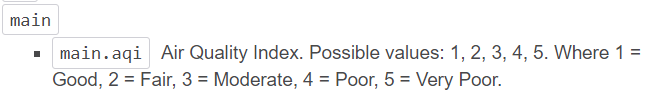 main
main.aqi Air Quality Index. Possible values: 1, 2, 3, 4, 5. Where 1 =
Good, 2 = Fair, 3 = Moderate, 4 = Poor, 5 = Very Poor.